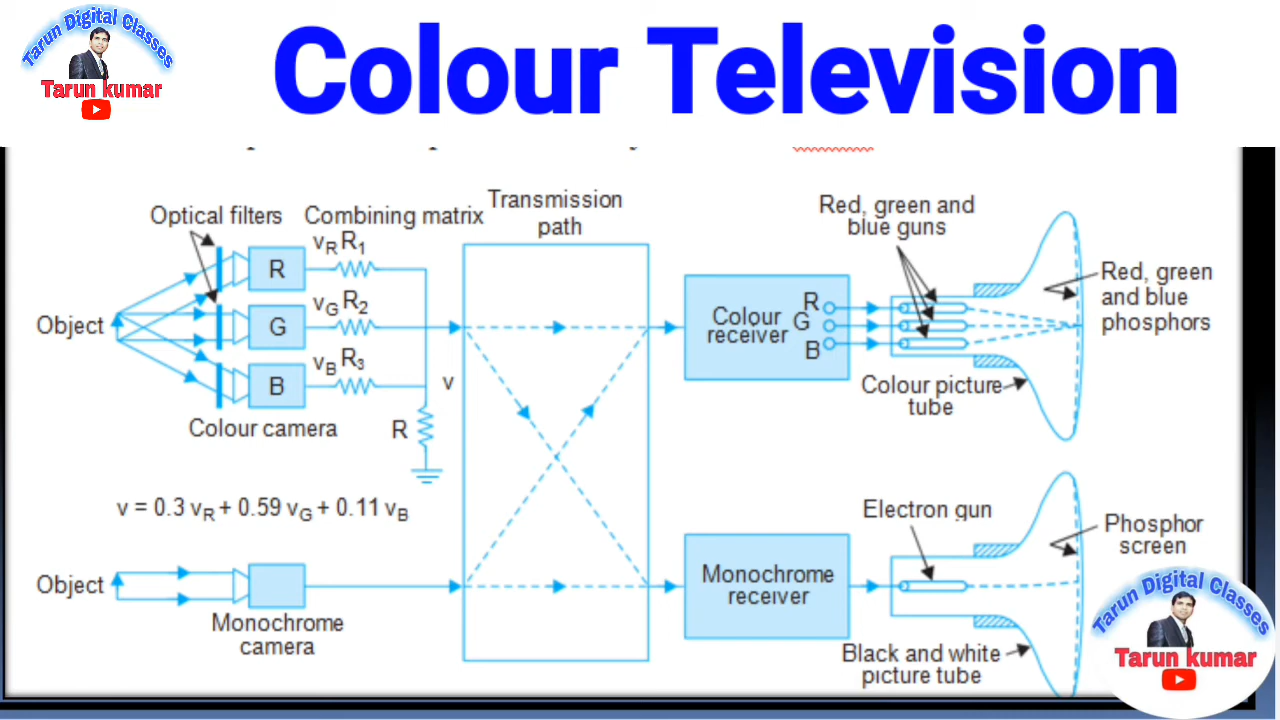 Tarun Digital Classes
Tarun kumar
Colour Television
Optical filters
Combining matrix
Transmission
path
Red, green and
blue guns
vR R1
R
vG R2
G
vB R3
B
Object
Colour camera
v
R
Colour
receiver
R
G
B
Red, green
and blue
phosphors
Colour picture
tube
v = 0.3 vR + 0.59 vG + 0.11 vB
Electron gun
Phosphor
screen
Object
Monochrome
camera
Monochrome
receiver
Black and white
picture tube
Tarun Digital Classes
Tarun kumar